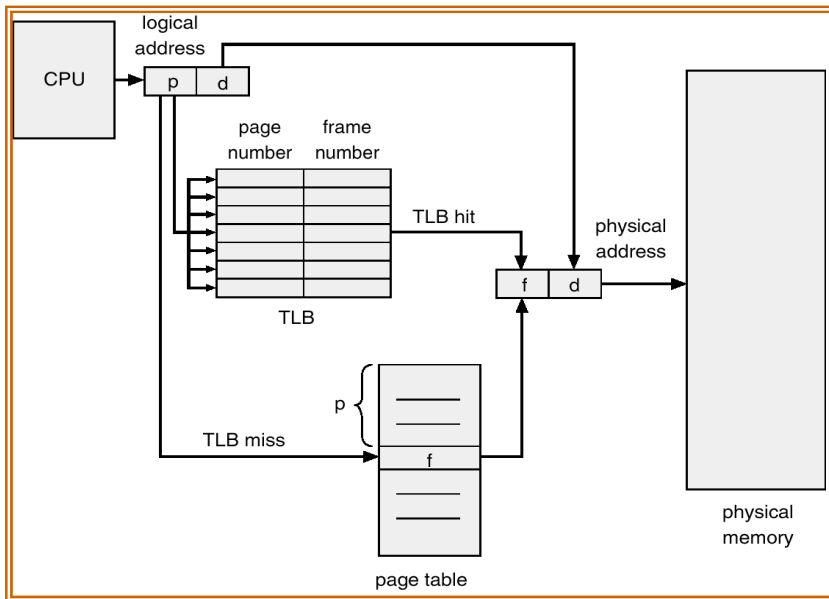 logical
address
CPU
p d
page
number
frame
number
TLB hit
physical
address
f d
TLB
p
TLB miss
f
page table
physical
memory